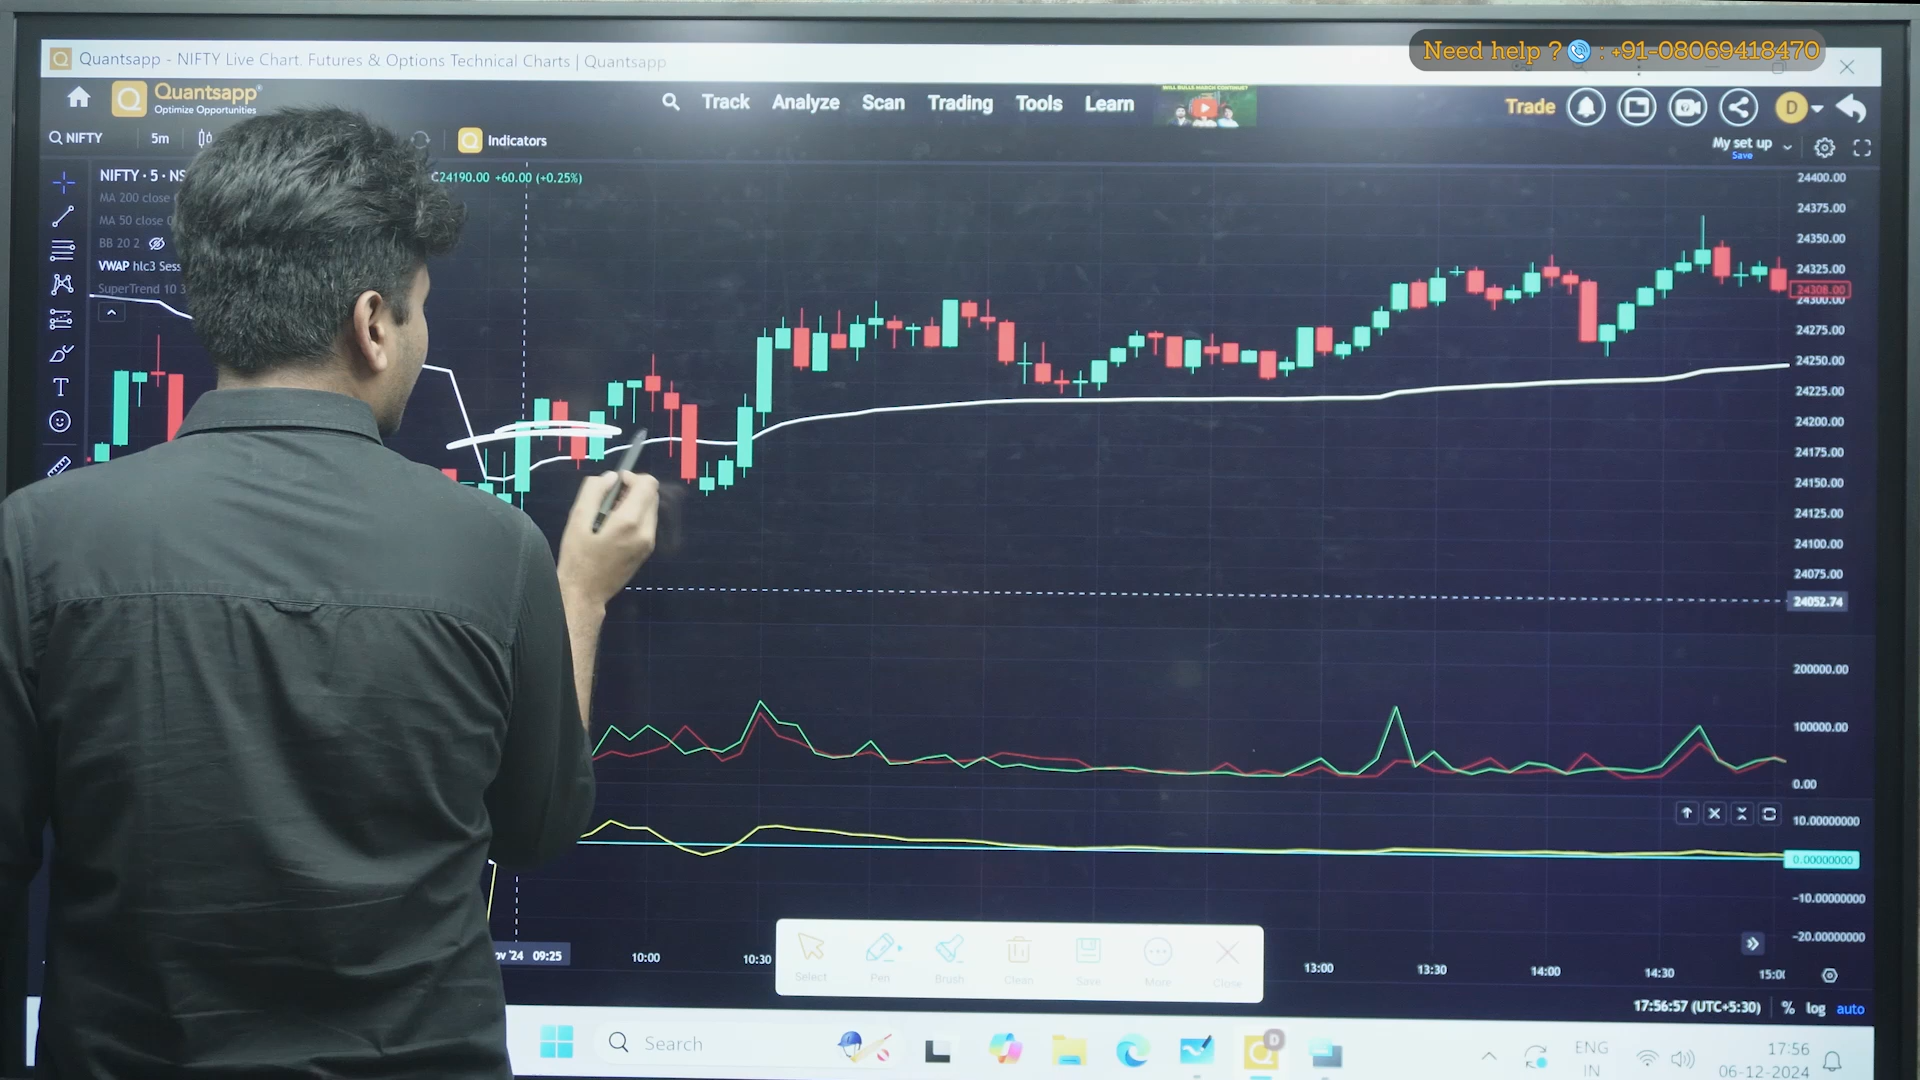 Need help ? : +91-08069418470
Quantsapp - NIFTY Live Chart. Futures & Options Technical Charts | Quantsapp
Quantsapp
Optimize Opportunities
Track Analyze Scan Trading Tools Learn
Trade
D
NIFTY 5m Indicators
My set up
Save
NIFTY · 5 · NS
C24190.00 +60.00 (+0.25%)
MA 200 close
MA 50 close
BB 20 2
VWAP hlc3 Sess
SuperTrend 10 3
24400.00
24375.00
24350.00
24325.00
24308.00
24300.00
24275.00
24250.00
24225.00
24200.00
24175.00
24150.00
24125.00
24100.00
24075.00
24052.74
200000.00
100000.00
0.00
10.00000000
0.00000000
-10.00000000
-20.00000000
ov '24 09:25 10:00 10:30 13:00 13:30 14:00 14:30 15:00
Select Pen Brush Clean Save More Close
17:56:57 (UTC+5:30) % log auto
Search
ENG
IN
17:56
06-12-2024